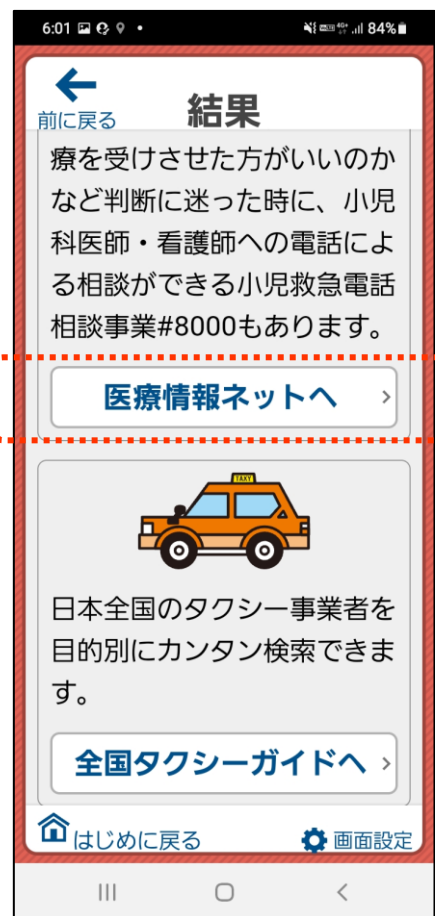 6:01 84%
前に戻る
結果
療を受けさせた方がいいのか
など判断に迷った時に、小児
科医師・看護師への電話によ
る相談ができる小児救急電話
相談事業#8000もあります。
医療情報ネットへ
TAXY
日本全国のタクシー事業者を
目的別にカンタン検索できま
す。
全国タクシーガイドへ
はじめに戻る 画面設定